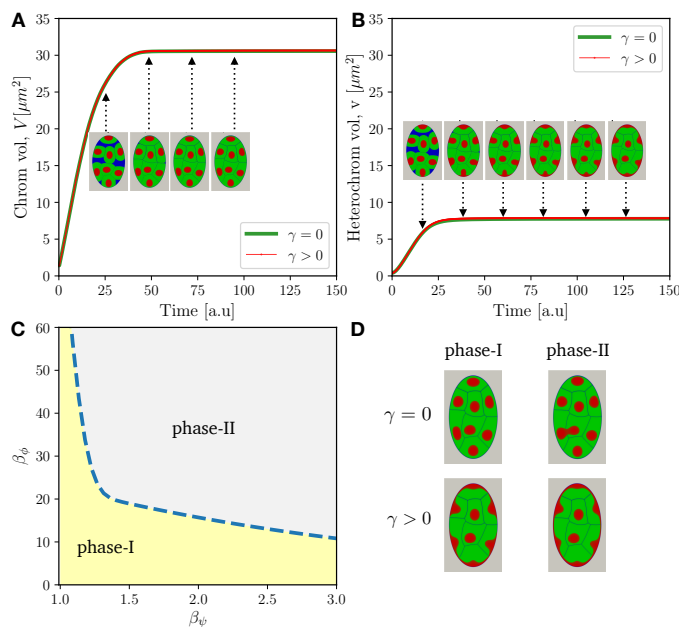 A
Chrom vol, V [μm²]
35
30
25
20
15
10
5
0
0 25 50 75 100 125 150
Time [a.u]
γ = 0
γ > 0
B
Heterochrom vol, v [μm²]
35
30
25
20
15
10
5
0
0 25 50 75 100 125 150
Time [a.u]
γ = 0
γ > 0
C
β_ϕ
60
50
40
30
20
10
0
1.0 1.5 2.0 2.5 3.0
β_ψ
phase-II
phase-I
D
phase-I phase-II
γ = 0
γ > 0